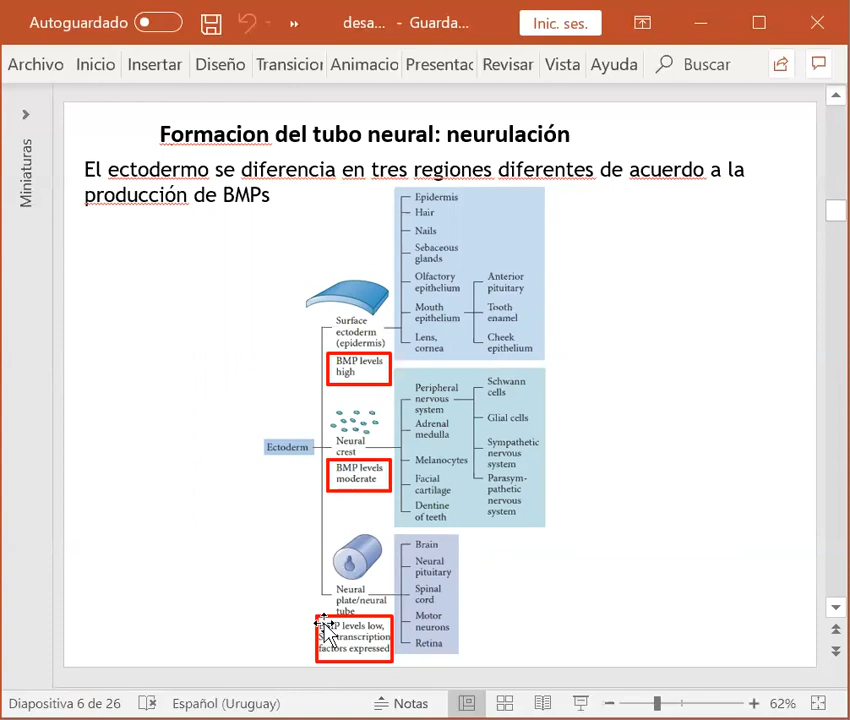 Autoguardado
desa... - Guarda...
Inic. ses.
Archivo Inicio Insertar Diseño Transicior Animacio Presentac Revisar Vista Ayuda Buscar
Miniaturas
Formacion del tubo neural: neurulación
El ectodermo se diferencia en tres regiones diferentes de acuerdo a la
producción de BMPs
Epidermis
Hair
Nails
Sebaceous
glands
Olfactory
epithelium
Mouth
epithelium
Lens,
cornea
Anterior
pituitary
Tooth
enamel
Cheek
epithelium
Surface
ectoderm
(epidermis)
BMP levels
high
Peripheral
nervous
system
Adrenal
medulla
Melanocytes
Facial
cartilage
Dentine
of teeth
Schwann
cells
Glial cells
Sympathetic
nervous
system
Parasym-
pathetic
nervous
system
Ectoderm
Neural
crest
BMP levels
moderate
Brain
Neural
pituitary
Spinal
cord
Motor
neurons
Retina
Neural
plate/neural
tube
levels low,
transcription
factors expressed
Diapositiva 6 de 26 Español (Uruguay) Notas 62%